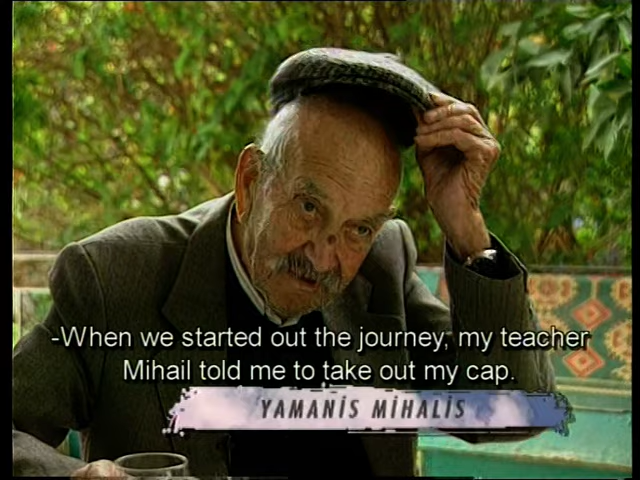 -When we started out the journey, my teacher
Mihail told me to take out my cap.
YAMANİS MİHALİS